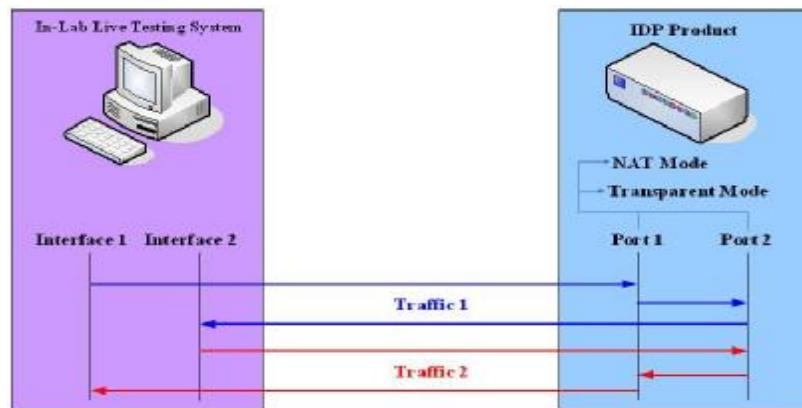 In-Lab Live Testing System
IDP Product
NAT Mode
Transparent Mode
Interface 1 Interface 2
Port 1 Port 2
Traffic 1
Traffic 2